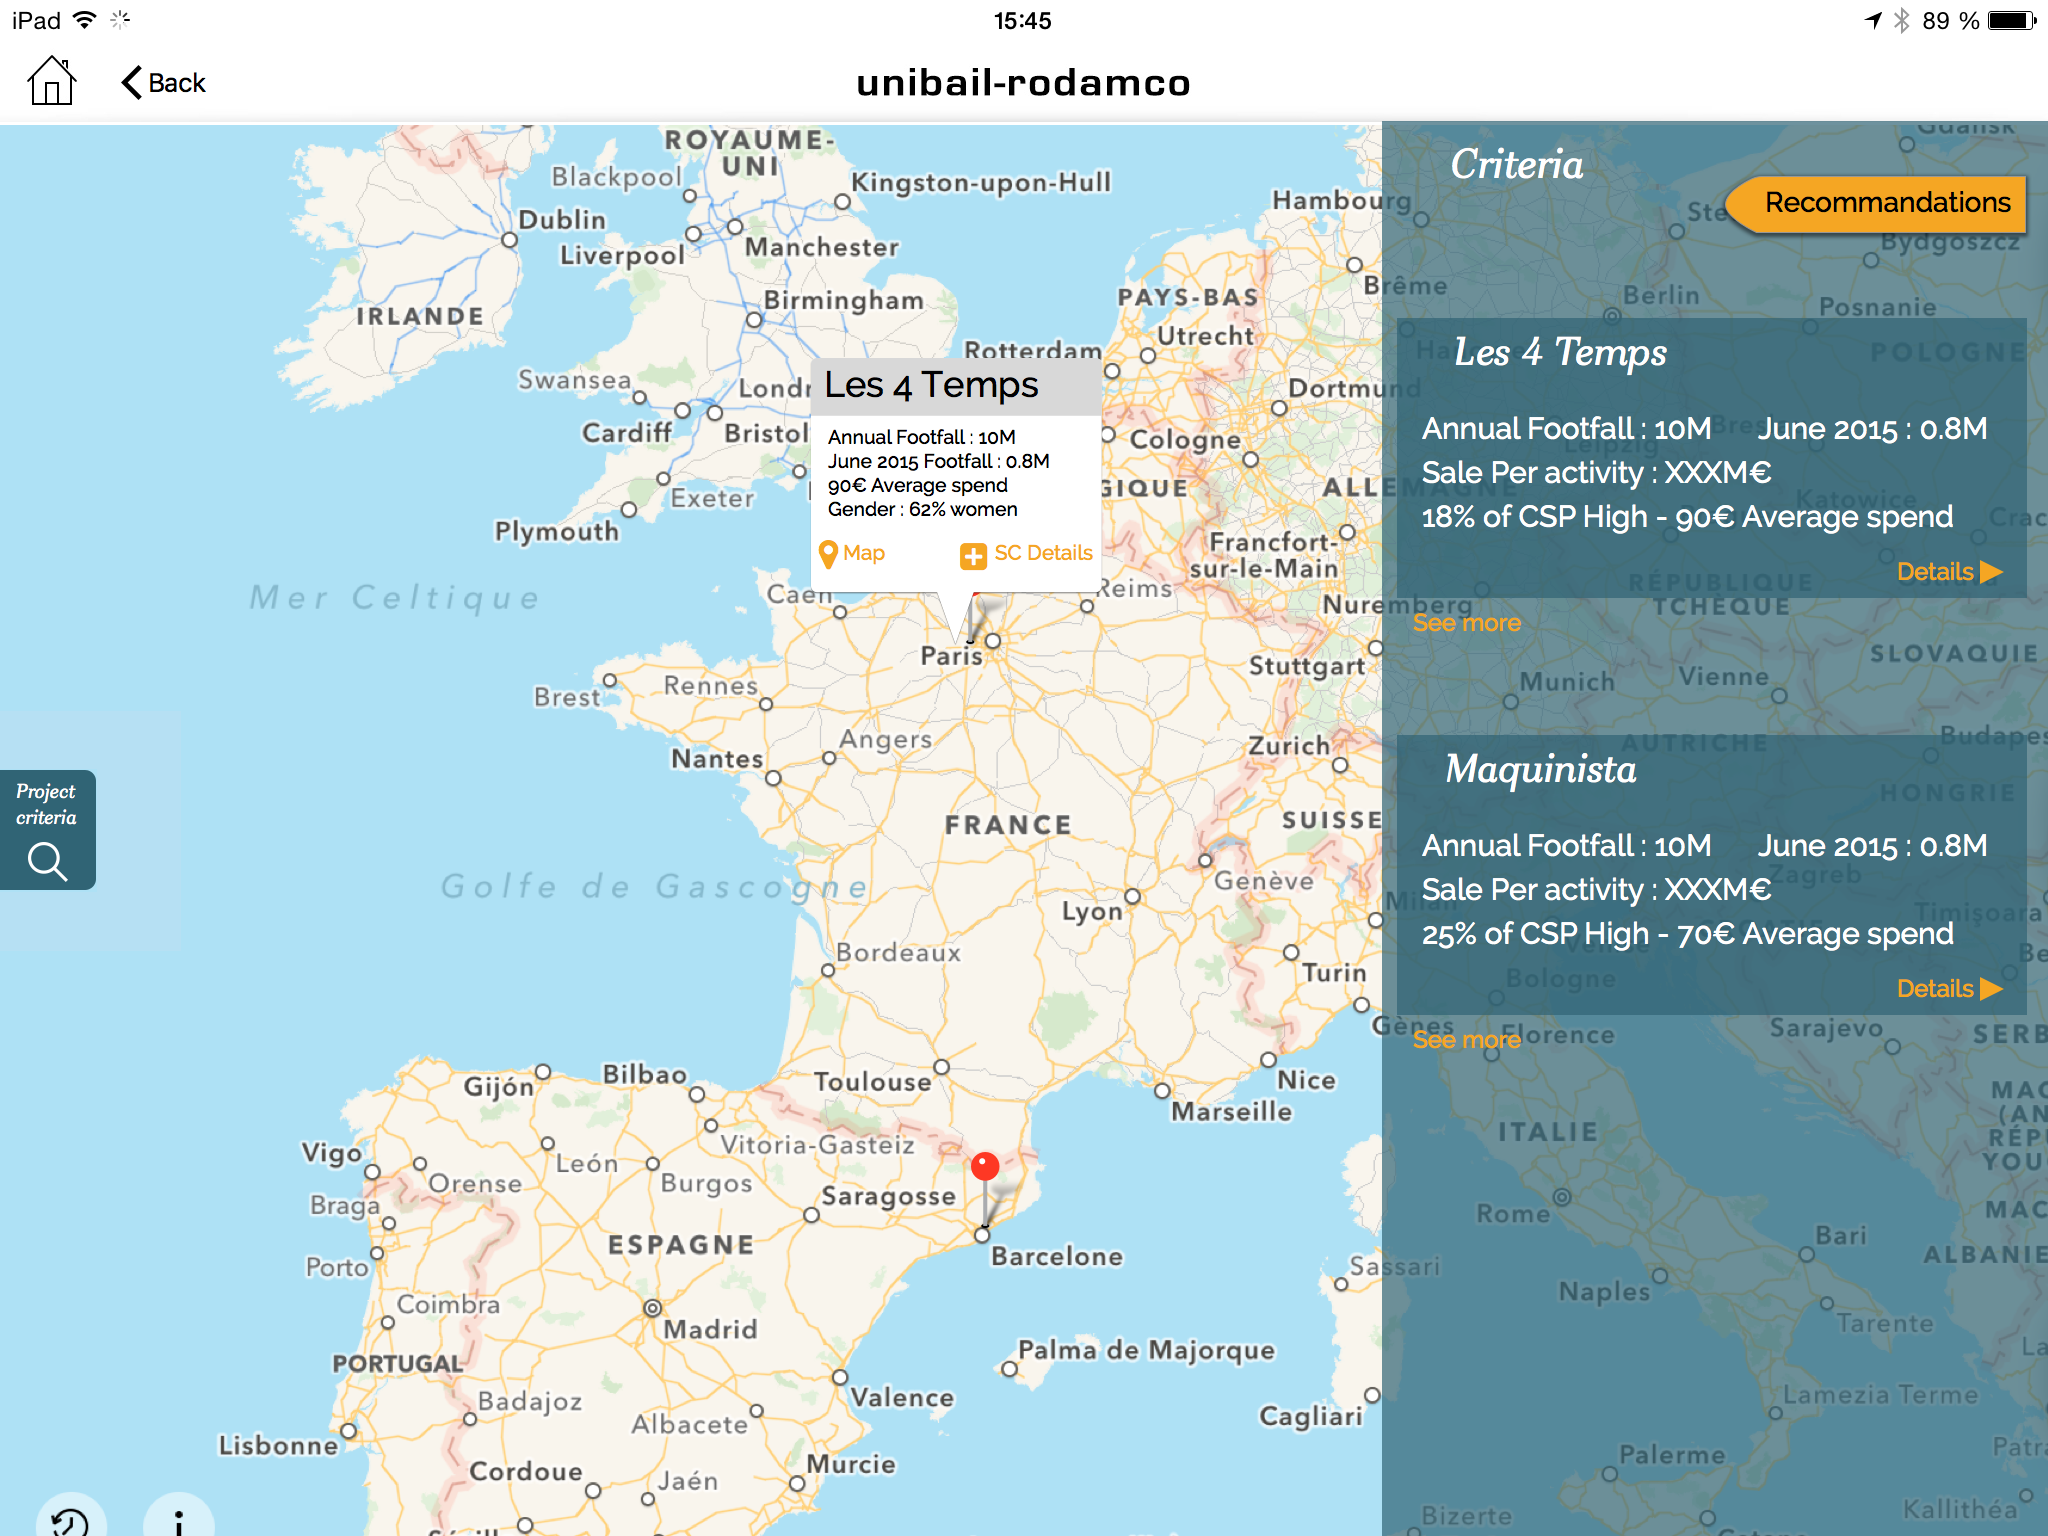 iPad
15:45
89 %
Back
unibail-rodamco
ROYAUME-
UNI
Blackpool
Kingston-upon-Hull
Dublin
Liverpool
Manchester
Birmingham
IRLANDE
Hambourg
Brême
PAYS-BAS
Utrecht
Rotterdam
Swansea
Cardiff
Bristol
Dortmund
Cologne
Exeter
Plymouth
Les 4 Temps
Annual Footfall : 10M
June 2015 Footfall : 0.8M
90€ Average spend
Gender : 62% women
Map
SC Details
Francfort-
sur-le-Main
Mer Celtique
Caen
Reims
Nuremberg
Paris
Stuttgart
Brest
Rennes
Angers
Nantes
Zurich
FRANCE
SUISSE
Project
criteria
Golfe de Gascogne
Genève
Lyon
Bordeaux
Turin
Gênes
Gijón
Bilbao
Toulouse
Nice
Marseille
Vigo
Vitoria-Gasteiz
León
Orense
Burgos
Braga
Saragosse
ESPAGNE
Barcelone
Porto
Sassari
Coimbra
Madrid
Palma de Majorque
PORTUGAL
Badajoz
Valence
Albacete
Cagliari
Lisbonne
Cordoue
Jaén
Murcie
Criteria
Recommandations
Bydgoszcz
Berlin
Posnanie
POLOGNE
Les 4 Temps
Annual Footfall : 10M June 2015 : 0.8M
Sale Per activity : XXXM€
18% of CSP High - 90€ Average spend
Details
RÉPUBLIQUE
TCHÈQUE
See more
SLOVAQUIE
Munich
Vienne
AUTRICHE
Maquinista
HONGRIE
Annual Footfall : 10M June 2015 : 0.8M
Zagreb
Sale Per activity : XXXM€
Timișoara
25% of CSP High - 70€ Average spend
Bologne
Details
See more
Florence
Sarajevo
ITALIE
Rome
Bari
ALBANIE
Naples
Tarente
Lamezia Terme
Palerme
Kallithéa
Bizerte